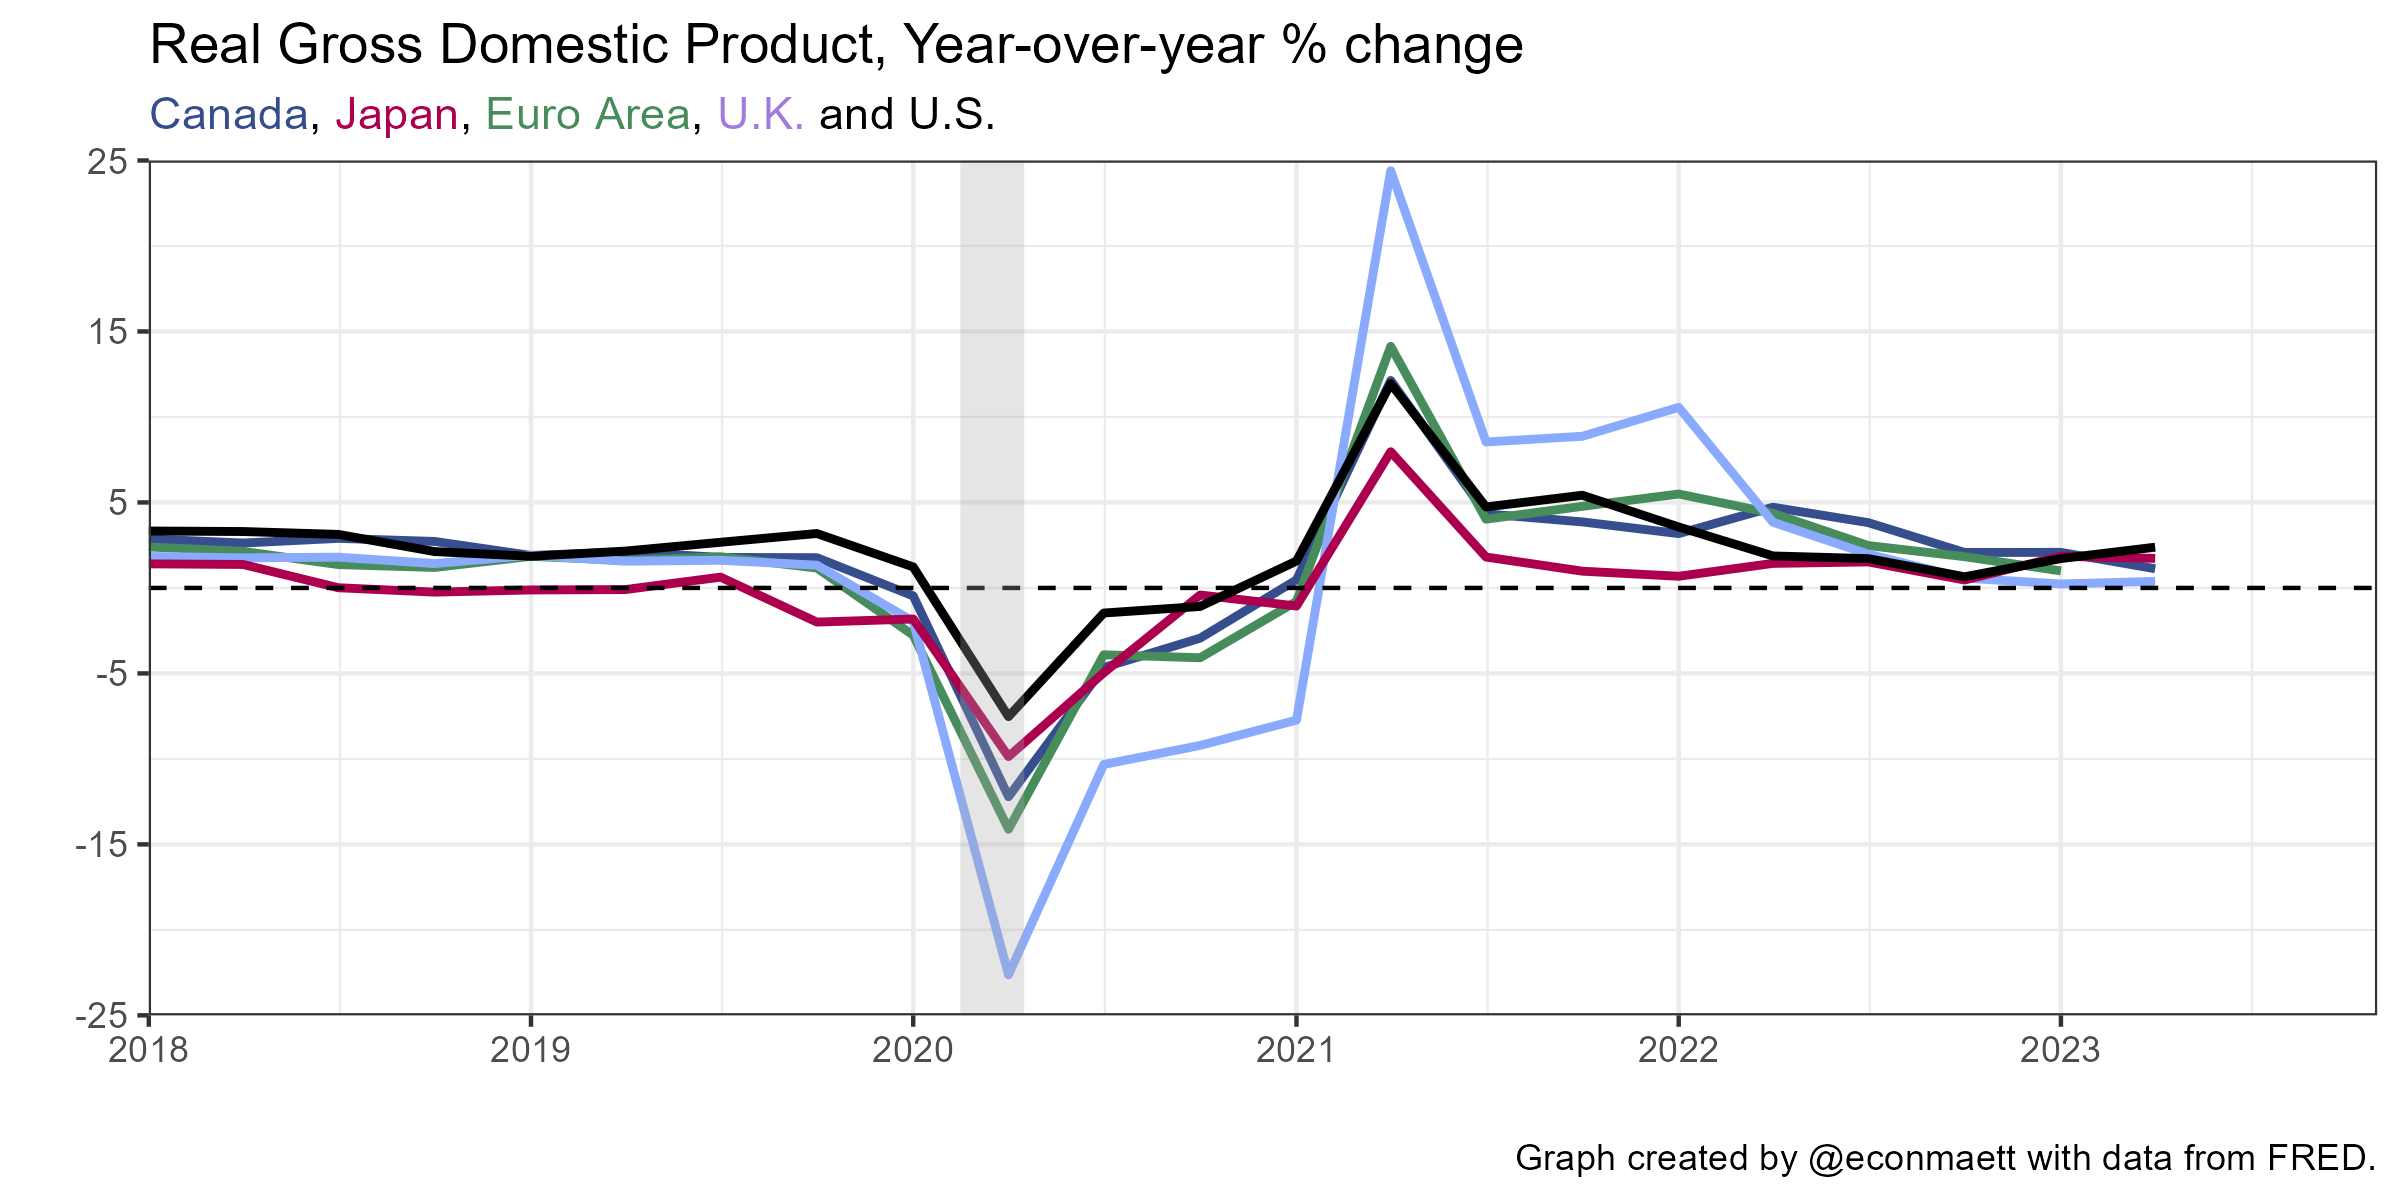 Real Gross Domestic Product, Year-over-year % change
Canada, Japan, Euro Area, U.K. and U.S.
25
15
5
-5
-15
-25
2018 2019 2020 2021 2022 2023
Graph created by @econmaett with data from FRED.